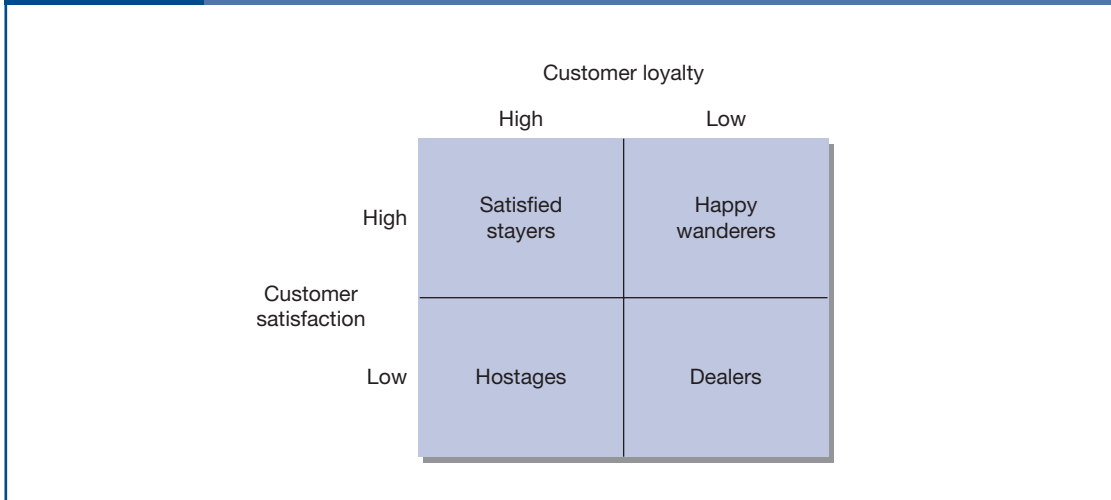 Customer loyalty
High Low
High
Satisfied
stayers
Happy
wanderers
Customer
satisfaction
Low Hostages Dealers